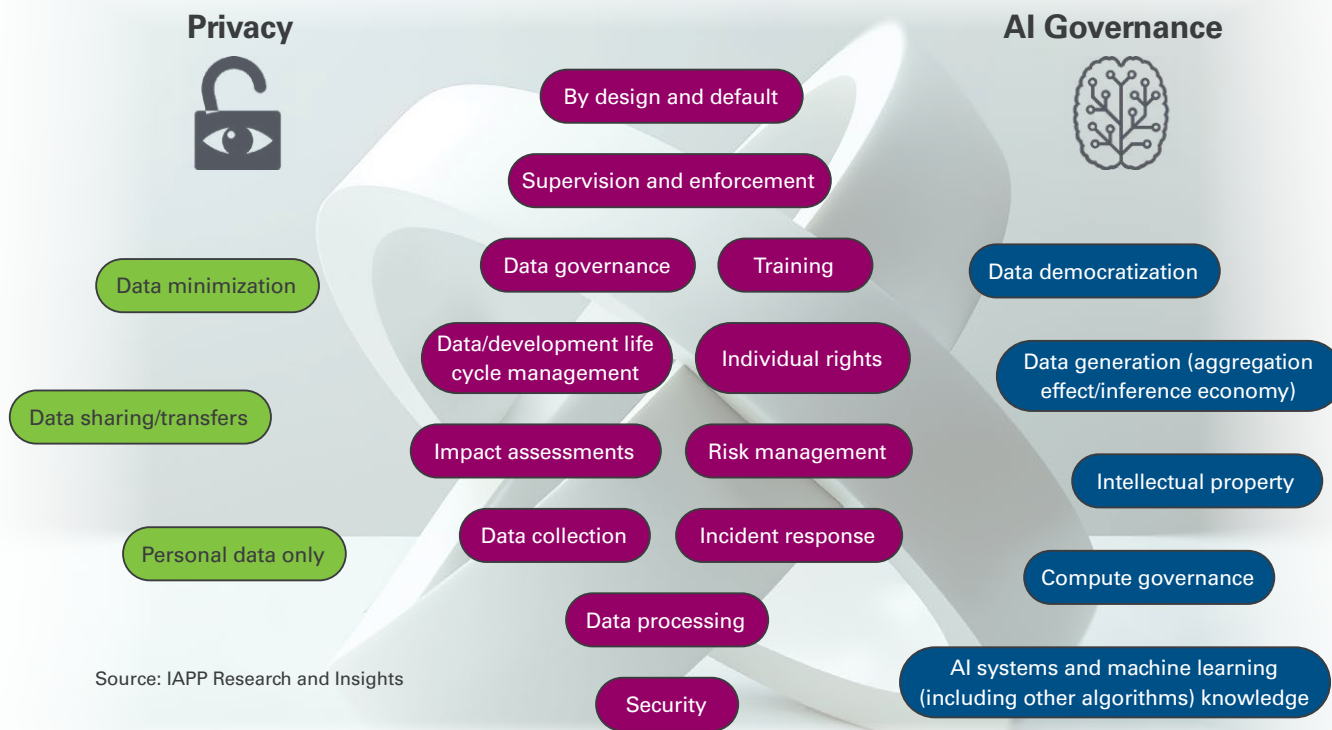 Privacy
AI Governance
By design and default
Supervision and enforcement
Data governance
Training
Data minimization
Data democratization
Data/development life
cycle management
Individual rights
Data generation (aggregation
effect/inference economy)
Data sharing/transfers
Impact assessments
Risk management
Intellectual property
Data collection
Incident response
Personal data only
Compute governance
Data processing
Source: IAPP Research and Insights
Security
AI systems and machine learning
(including other algorithms) knowledge